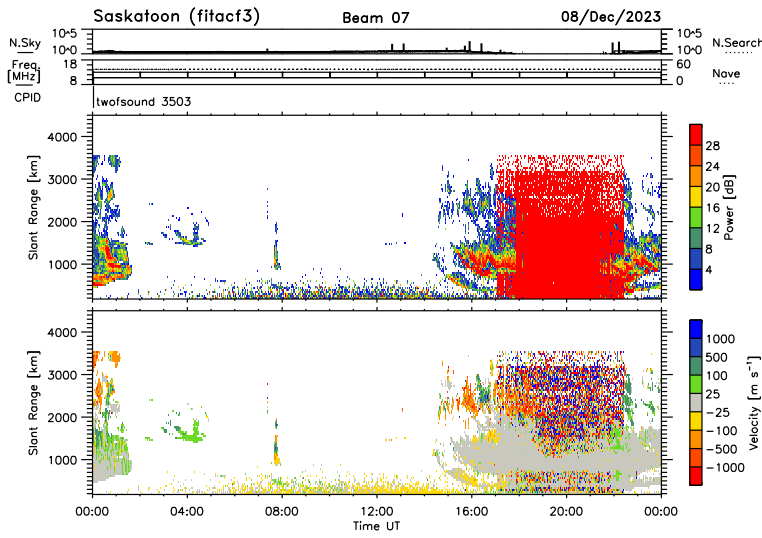 Saskatoon (fitacf3) Beam 07 08/Dec/2023
N.Sky 10^5 10^0 10^5 10^0 N.Search
Freq. [MHz] 18 8 60 0 Nave
CPID twofsound 3503
Slant Range [km] 4000 3000 2000 1000
Power [dB] 28 24 20 16 12 8 4
Slant Range [km] 4000 3000 2000 1000
Velocity [m s^-1] 1000 500 100 25 -25 -100 -500 -1000
00:00 04:00 08:00 12:00 16:00 20:00 00:00
Time UT